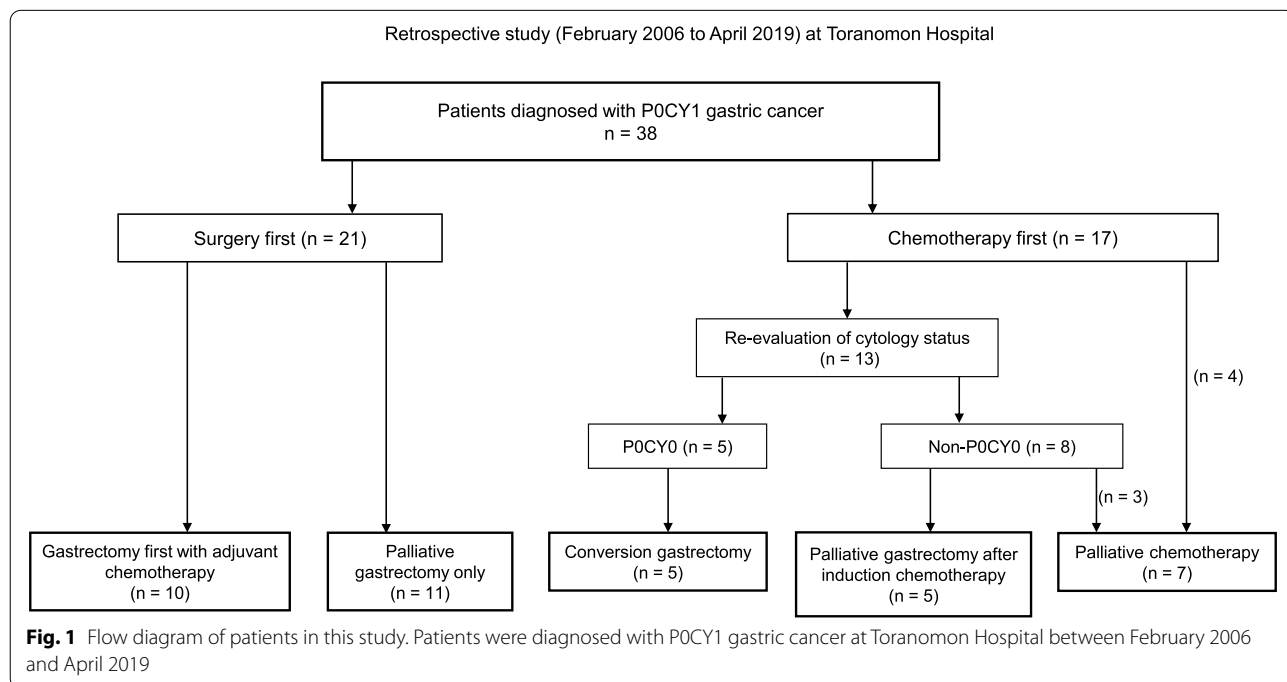 Retrospective study (February 2006 to April 2019) at Toranomon Hospital
Patients diagnosed with P0CY1 gastric cancer
n = 38
Surgery first (n = 21)
Chemotherapy first (n = 17)
Re-evaluation of cytology status
(n = 13)
(n = 4)
P0CY0 (n = 5)
Non-P0CY0 (n = 8)
(n = 3)
Gastrectomy first with adjuvant
chemotherapy
(n = 10)
Palliative
gastrectomy only
(n = 11)
Conversion gastrectomy
(n = 5)
Palliative gastrectomy after
induction chemotherapy
(n = 5)
Palliative chemotherapy
(n = 7)
Fig. 1 Flow diagram of patients in this study. Patients were diagnosed with P0CY1 gastric cancer at Toranomon Hospital between February 2006
and April 2019